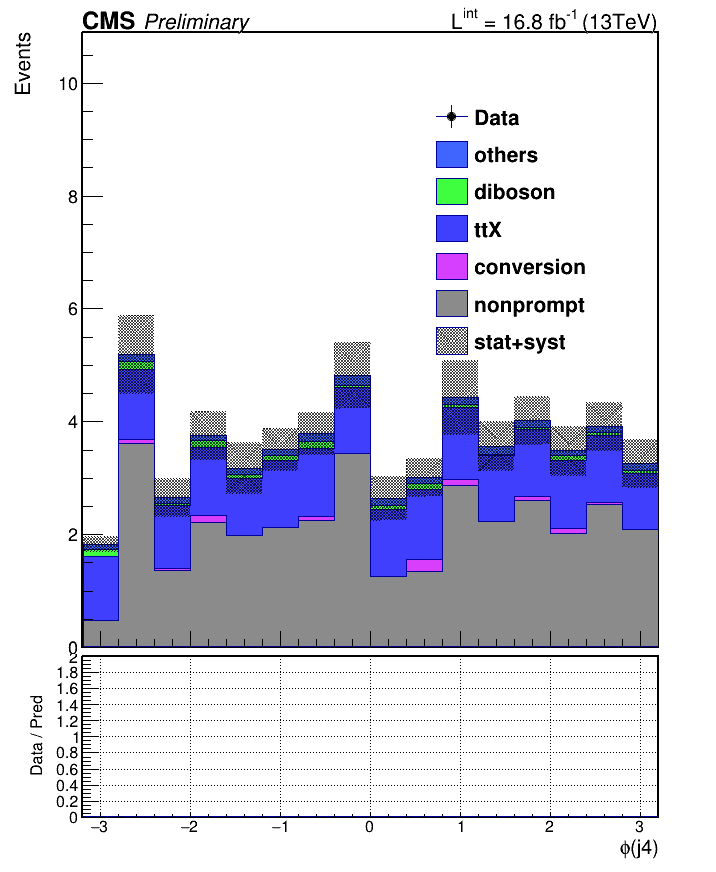 CMS Preliminary
L^int = 16.8 fb^-1 (13TeV)
Events
10
8
6
4
2
0
Data
others
diboson
ttX
conversion
nonprompt
stat+syst
Data / Pred
2
1.8
1.6
1.4
1.2
1
0.8
0.6
0.4
0.2
0
−3 −2 −1 0 1 2 3
ϕ(j4)